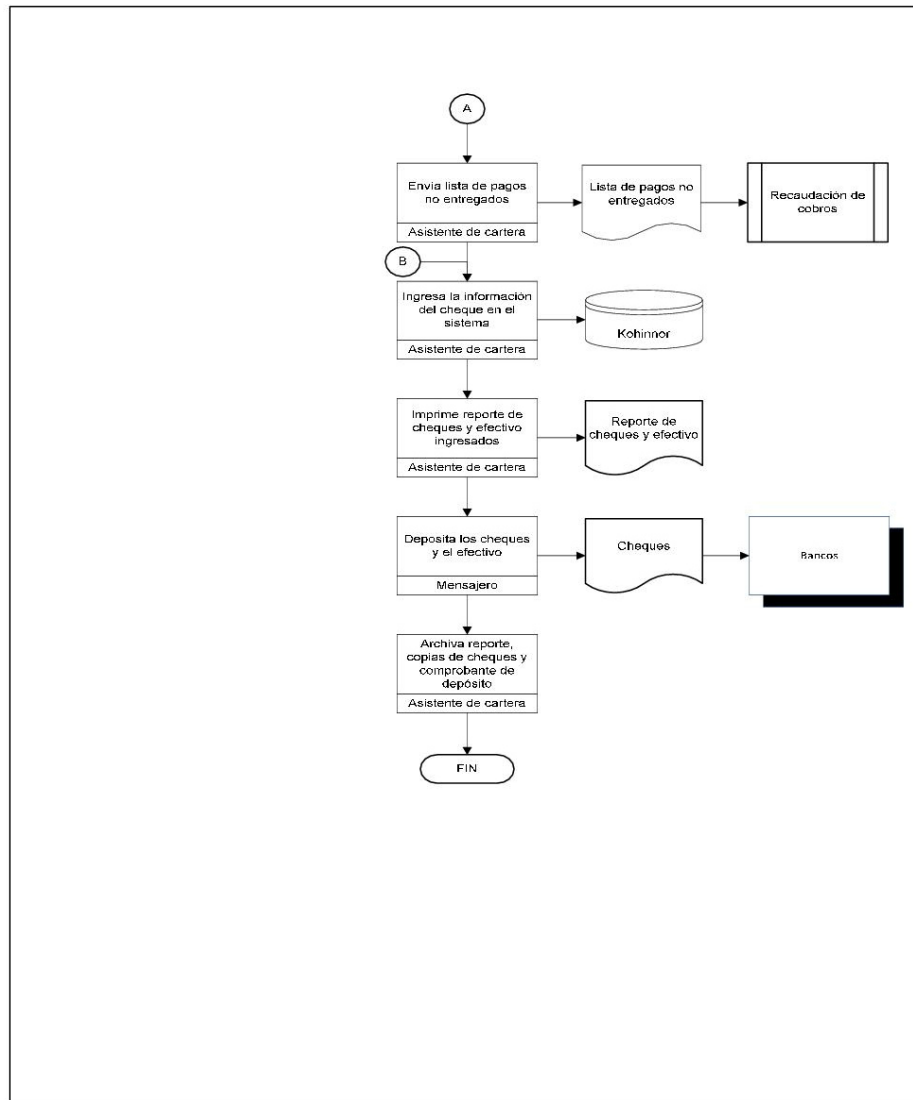 A
Envía lista de pagos
no entregados
Asistente de cartera
Lista de pagos no
entregados
Recaudación de
cobros
B
Ingresa la información
del cheque en el
sistema
Asistente de cartera
Kohinnor
Imprime reporte de
cheques y efectivo
ingresados
Asistente de cartera
Reporte de
cheques y efectivo
Deposita los cheques
y el efectivo
Mensajero
Cheques
Bancos
Archiva reporte,
copias de cheques y
comprobante de
depósito
Asistente de cartera
FIN